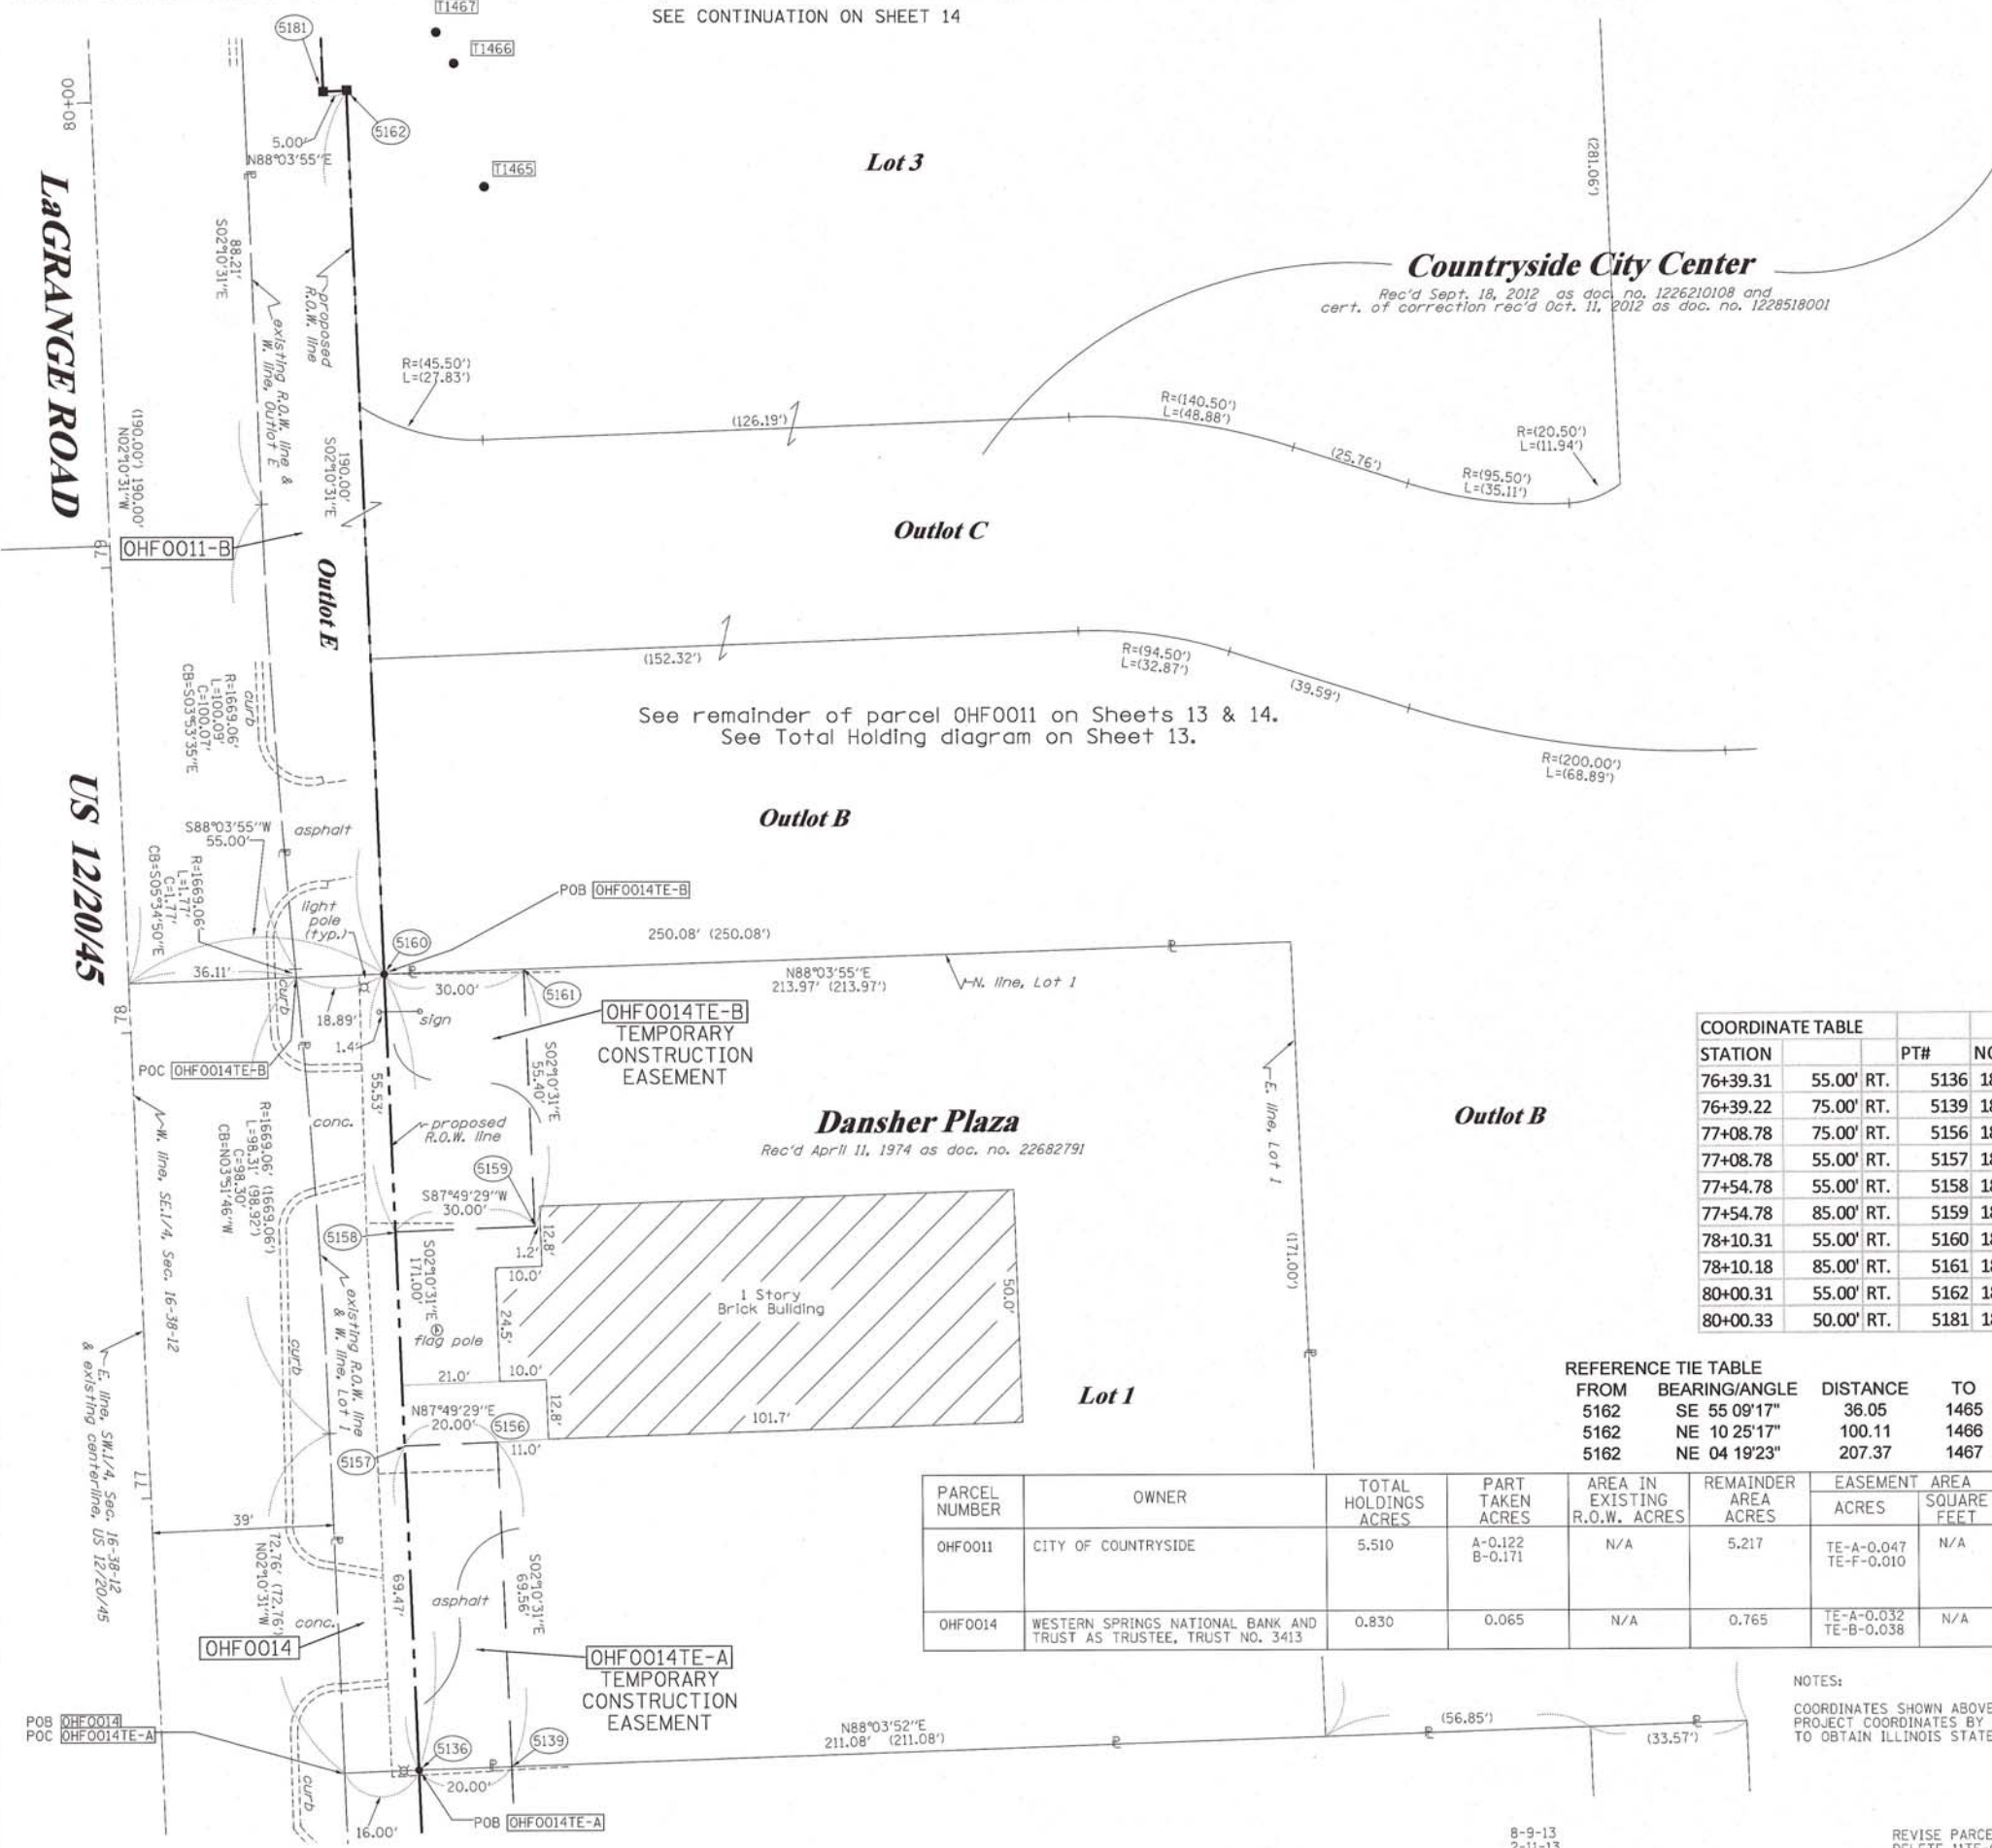 SEE CONTINUATION ON SHEET 14
T1467
5181
T1466
80+00
5162
5.00'
N88°03'55"E
T1465
Lot 3
(281.06')
LaGRANGE ROAD
88.21'
S02°10'31"E
proposed
R.O.W. line
existing R.O.W. line &
W. line, Outlot E
Countryside City Center
Rec'd Sept. 18, 2012 as doc. no. 1226210108 and
cert. of correction rec'd Oct. 11, 2012 as doc. no. 1228518001
R=(45.50')
L=(27.83')
(126.19')
R=(140.50')
L=(48.88')
(25.76')
R=(20.50')
L=(11.94')
R=(95.50')
L=(35.11')
(190.00') 190.00'
N02°10'31"W
190.00'
S02°10'31"E
79
OHF0011-B
Outlot C
Outlot E
(152.32')
R=(94.50')
L=(32.87')
(39.59')
R=1669.06'
L=100.09'
C=100.07'
CB=S03°53'35"E
curb
See remainder of parcel OHF0011 on Sheets 13 & 14.
See Total Holding diagram on Sheet 13.
R=(200.00')
L=(68.89')
US 12/20/45
Outlot B
S88°03'55"W
55.00'
asphalt
R=1669.06'
L=1.77'
C=1.77'
CB=S05°34'50"E
light
pole
(typ.)
POB OHF0014TE-B
5160
250.08' (250.08')
36.11'
30.00'
5161
N88°03'55"E
213.97' (213.97')
N. line, Lot 1
curb
18.89'
sign
1.4'
78
OHF0014TE-B
TEMPORARY
CONSTRUCTION
EASEMENT
POC OHF0014TE-B
S02°10'31"E
55.40'
55.53'
W. line, SE.1/4, Sec. 16-38-12
conc.
R=1669.06' (1669.06')
L=98.31' (98.92')
C=98.30'
CB=N03°51'46"W
proposed
R.O.W. line
Dansher Plaza
Rec'd April 11, 1974 as doc. no. 22682791
E. line, Lot 1
Outlot B
5159
S87°49'29"W
30.00'
5158
12.8'
1.2'
10.0'
S02°10'31"E
171.00'
24.5'
flag pole
1 Story
Brick Building
50.0'
(171.00')
21.0'
10.0'
existing R.O.W. line
& W. line, Lot 1
curb
N87°49'29"E
20.00'
5156
12.8'
101.7'
11.0'
Lot 1
5157
E. line, SW.1/4, Sec. 16-38-12
& existing centerline, US 12/20/45
77
39'
COORDINATE TABLE
STATION PT#
76+39.31 55.00' RT. 5136
76+39.22 75.00' RT. 5139
77+08.78 75.00' RT. 5156
77+08.78 55.00' RT. 5157
77+54.78 55.00' RT. 5158
77+54.78 85.00' RT. 5159
78+10.31 55.00' RT. 5160
78+10.18 85.00' RT. 5161
80+00.31 55.00' RT. 5162
80+00.33 50.00' RT. 5181
REFERENCE TIE TABLE
FROM BEARING/ANGLE DISTANCE TO
5162 SE 55 09'17" 36.05 1465
5162 NE 10 25'17" 100.11 1466
5162 NE 04 19'23" 207.37 1467
72.76' (72.76')
N02°10'31"W
69.47'
S02°10'31"E
69.56'
asphalt
conc.
OHF0014
OHF0014TE-A
TEMPORARY
CONSTRUCTION
EASEMENT
PARCEL NUMBER OWNER TOTAL HOLDINGS ACRES PART TAKEN ACRES AREA IN EXISTING R.O.W. ACRES REMAINDER AREA ACRES EASEMENT AREA ACRES SQUARE FEET
OHF0011 CITY OF COUNTRYSIDE 5.510 A-0.122 B-0.171 N/A 5.217 TE-A-0.047 TE-F-0.010 N/A
OHF0014 WESTERN SPRINGS NATIONAL BANK AND TRUST AS TRUSTEE, TRUST NO. 3413 0.830 0.065 N/A 0.765 TE-A-0.032 TE-B-0.038 N/A
POB OHF0014
POC OHF0014TE-A
5136
5139
20.00'
16.00'
curb
POB OHF0014TE-A
N88°03'52"E
211.08' (211.08')
(56.85')
(33.57')
NOTES:
COORDINATES SHOWN ABOVE
PROJECT COORDINATES BY
TO OBTAIN ILLINOIS STATE
8-9-13
REVISE PARCE